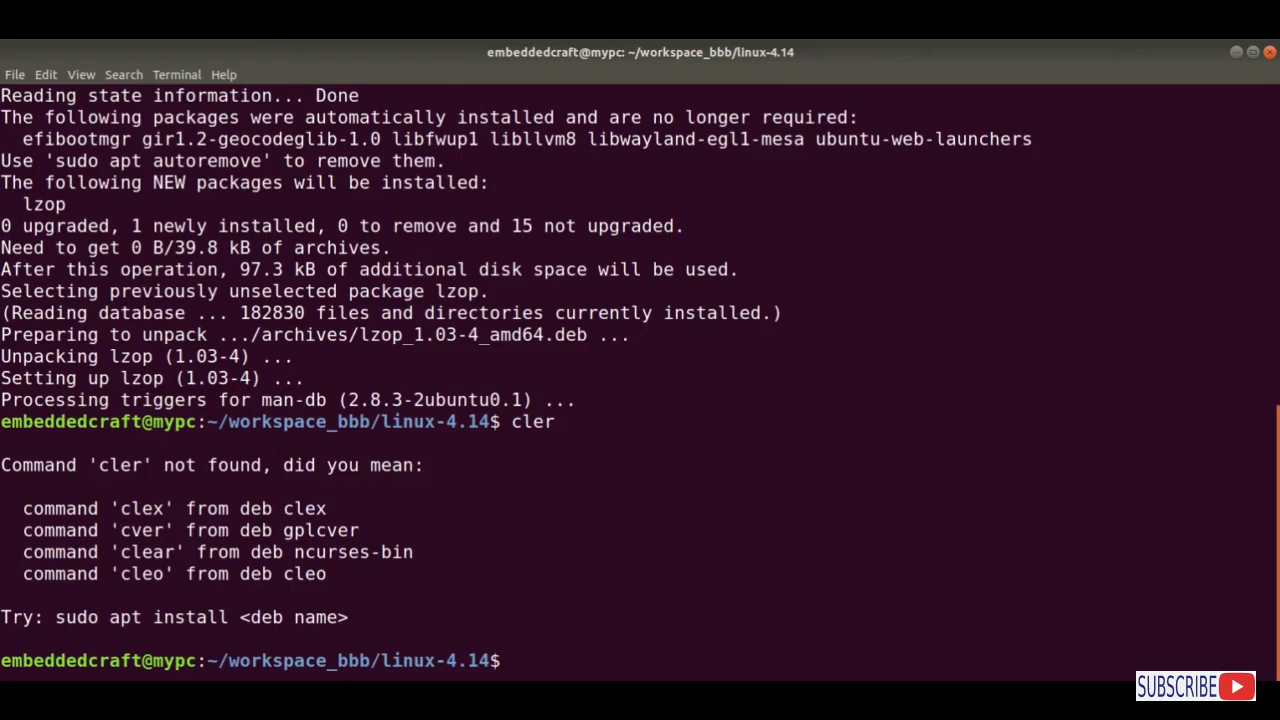 embeddedcraft@mypc: ~/workspace_bbb/linux-4.14
File Edit View Search Terminal Help
Reading state information... Done
The following packages were automatically installed and are no longer required:
  efibootmgr gir1.2-geocodeglib-1.0 libfwup1 libllvm8 libwayland-egl1-mesa ubuntu-web-launchers
Use 'sudo apt autoremove' to remove them.
The following NEW packages will be installed:
  lzop
0 upgraded, 1 newly installed, 0 to remove and 15 not upgraded.
Need to get 0 B/39.8 kB of archives.
After this operation, 97.3 kB of additional disk space will be used.
Selecting previously unselected package lzop.
(Reading database ... 182830 files and directories currently installed.)
Preparing to unpack .../archives/lzop_1.03-4_amd64.deb ...
Unpacking lzop (1.03-4) ...
Setting up lzop (1.03-4) ...
Processing triggers for man-db (2.8.3-2ubuntu0.1) ...
embeddedcraft@mypc:~/workspace_bbb/linux-4.14$ cler
Command 'cler' not found, did you mean:
  command 'clex' from deb clex
  command 'cver' from deb gplcver
  command 'clear' from deb ncurses-bin
  command 'cleo' from deb cleo
Try: sudo apt install <deb name>
embeddedcraft@mypc:~/workspace_bbb/linux-4.14$
SUBSCRIBE